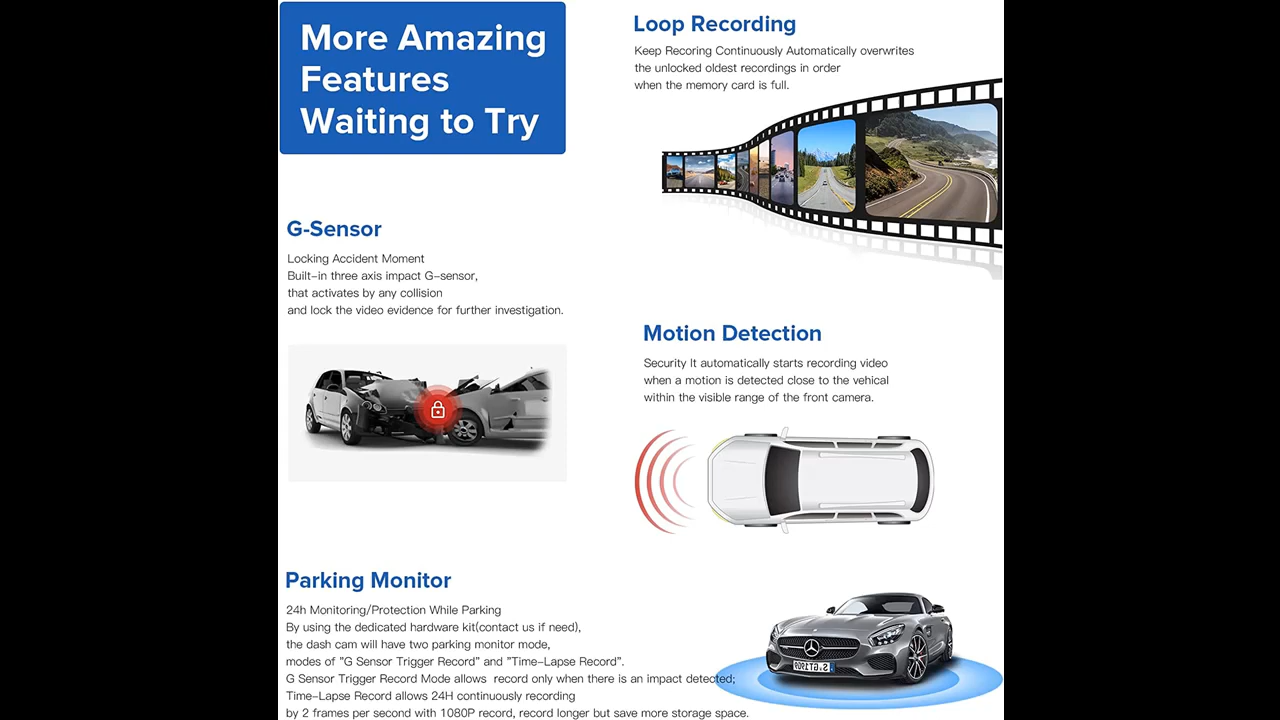 More Amazing
Features
Waiting to Try
Loop Recording
Keep Recoring Continuously Automatically overwrites
the unlocked oldest recordings in order
when the memory card is full.
G-Sensor
Locking Accident Moment
Built-in three axis impact G-sensor,
that activates by any collision
and lock the video evidence for further investigation.
Motion Detection
Security It automatically starts recording video
when a motion is detected close to the vehical
within the visible range of the front camera.
Parking Monitor
24h Monitoring/Protection While Parking
By using the dedicated hardware kit(contact us if need),
the dash cam will have two parking monitor mode,
modes of "G Sensor Trigger Record" and "Time-Lapse Record".
G Sensor Trigger Record Mode allows  record only when there is an impact detected;
Time-Lapse Record allows 24H continuously recording
by 2 frames per second with 1080P record, record longer but save more storage space.